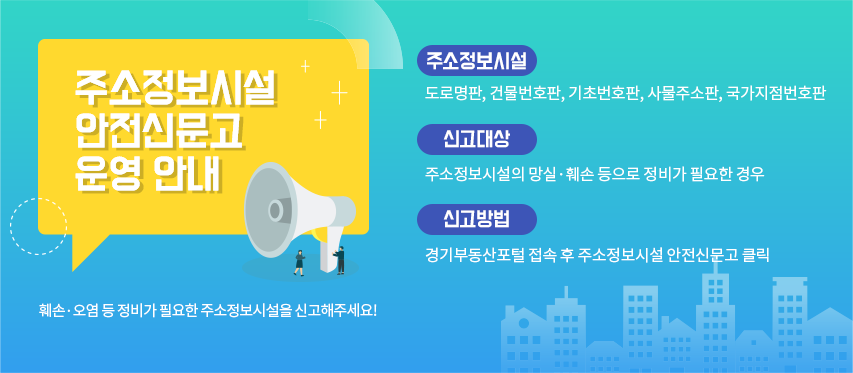 주소정보시설
안전신문고
운영 안내
훼손·오염 등 정비가 필요한 주소정보시설을 신고해주세요!
주소정보시설
도로명판, 건물번호판, 기초번호판, 사물주소판, 국가지점번호판
신고대상
주소정보시설의 망실·훼손 등으로 정비가 필요한 경우
신고방법
경기부동산포털 접속 후 주소정보시설 안전신문고 클릭